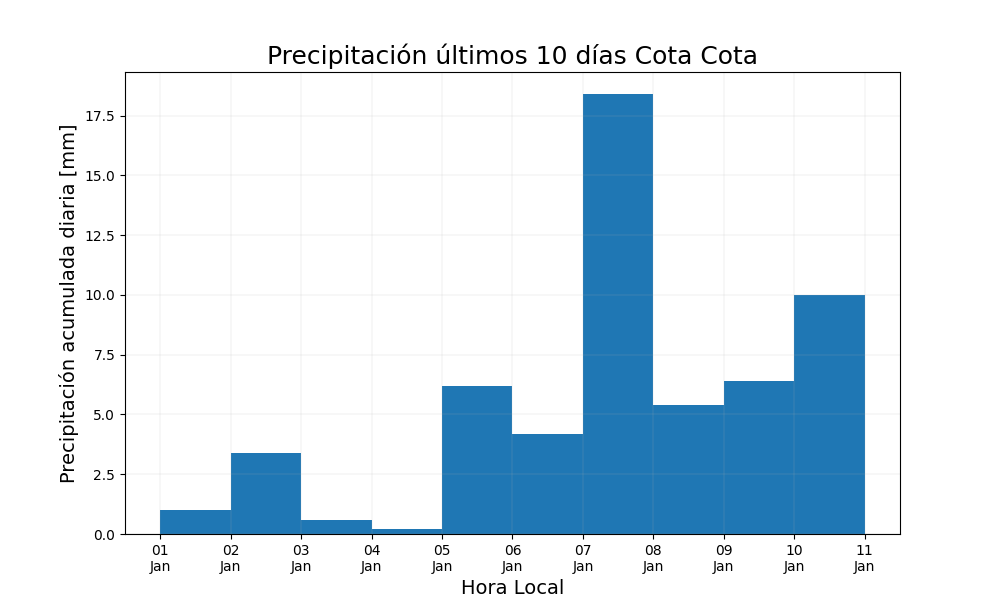 Precipitación últimos 10 días Cota Cota
Precipitación acumulada diaria [mm]
17.5
15.0
12.5
10.0
7.5
5.0
2.5
0.0
01 02 03 04 05 06 07 08 09 10 11
Jan Jan Jan Jan Jan Jan Jan Jan Jan Jan Jan
Hora Local